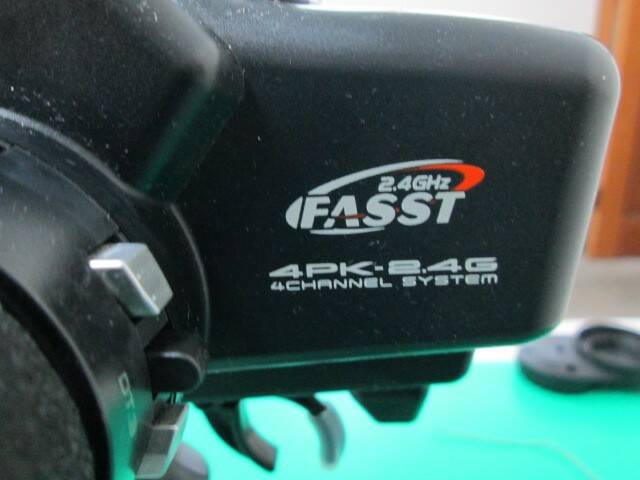 2.4GHz
FASST
4PK-2.4G
4CHANNEL SYSTEM